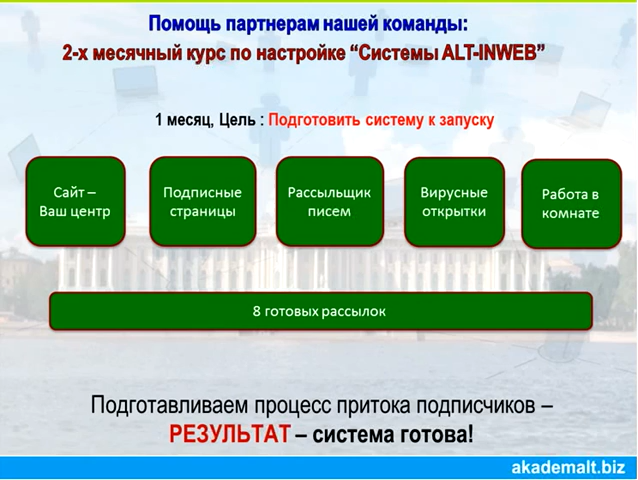 Помощь партнерам нашей команды:
2-х месячный курс по настройке “Системы ALT-INWEB”
1 месяц, Цель : Подготовить систему к запуску
Сайт –
Ваш центр
Подписные
страницы
Рассыльщик
писем
Вирусные
открытки
Работа в
комнате
8 готовых рассылок
Подготавливаем процесс притока подписчиков –
РЕЗУЛЬТАТ – система готова!
akademalt.biz